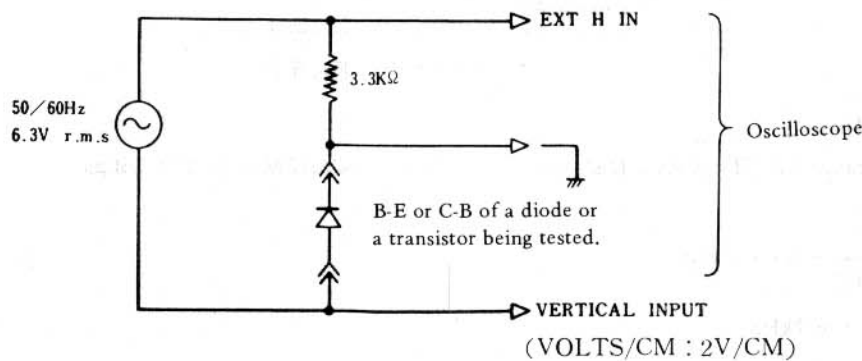 EXT H IN
3.3KΩ
50/60Hz
6.3V r.m.s
Oscilloscope
B-E or C-B of a diode or
a transistor being tested.
VERTICAL INPUT
(VOLTS/CM : 2V/CM)